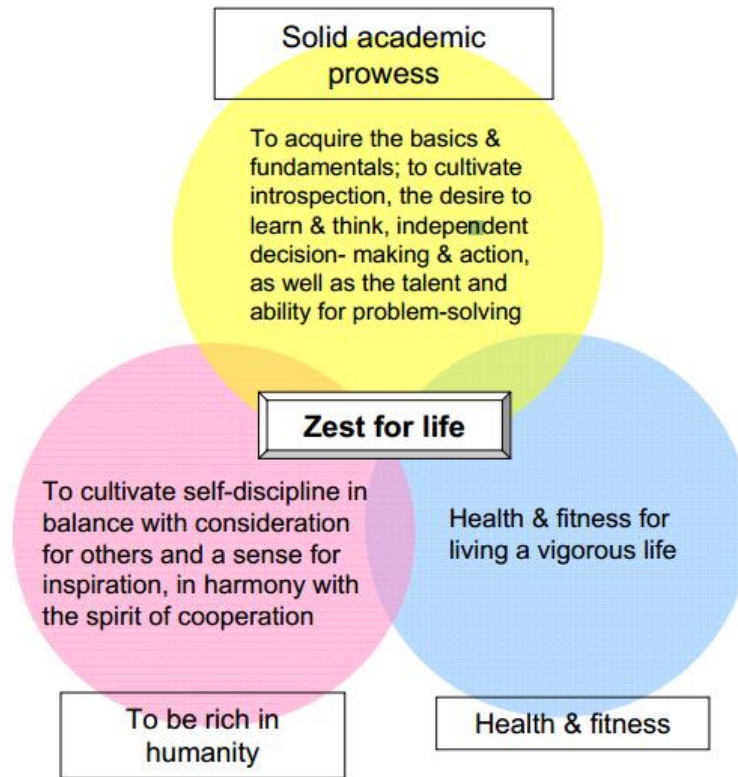 Solid academic
prowess
To acquire the basics &
fundamentals; to cultivate
introspection, the desire to
learn & think, independent
decision- making & action,
as well as the talent and
ability for problem-solving
Zest for life
To cultivate self-discipline in
balance with consideration
for others and a sense for
inspiration, in harmony with
the spirit of cooperation
Health & fitness for
living a vigorous life
To be rich in
humanity
Health & fitness